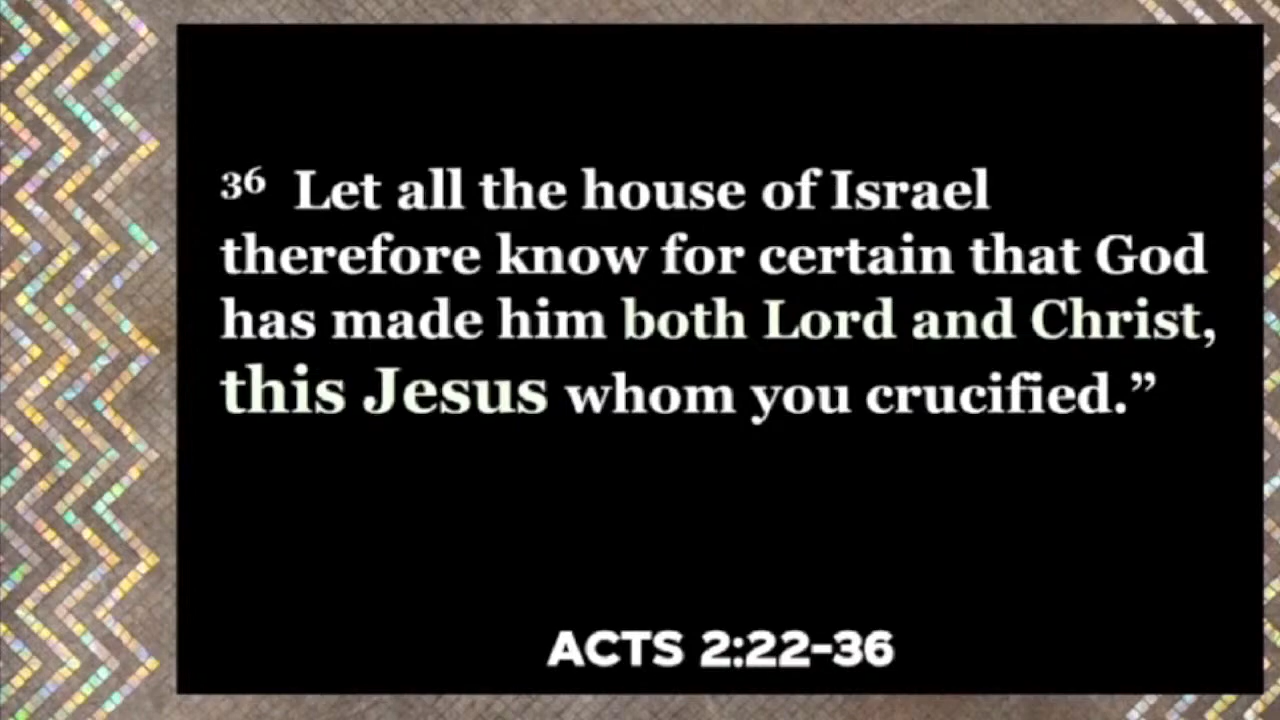 36 Let all the house of Israel
therefore know for certain that God
has made him both Lord and Christ,
this Jesus whom you crucified.”
ACTS 2:22-36